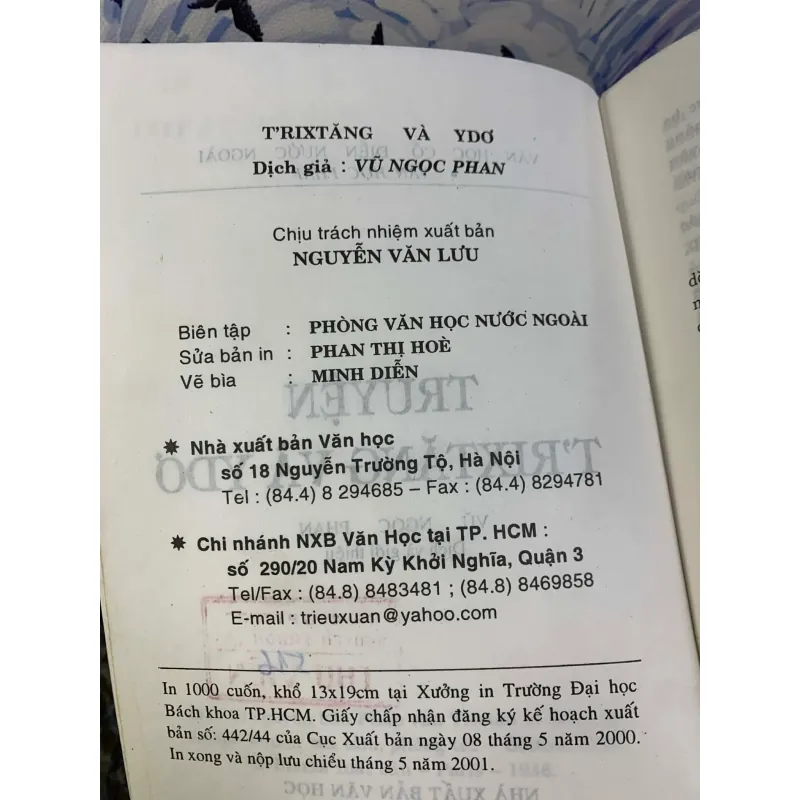 T'RIXTĂNG VÀ YDƠ
Dịch giả : VŨ NGỌC PHAN
Chịu trách nhiệm xuất bản
NGUYỄN VĂN LƯU
Biên tập : PHÒNG VĂN HỌC NƯỚC NGOÀI
Sửa bản in : PHAN THỊ HOÈ
Vẽ bìa : MINH DIỄN
✵ Nhà xuất bản Văn học
số 18 Nguyễn Trường Tộ, Hà Nội
Tel : (84.4) 8 294685 – Fax : (84.4) 8294781
✵ Chi nhánh NXB Văn Học tại TP. HCM :
số 290/20 Nam Kỳ Khởi Nghĩa, Quận 3
Tel/Fax : (84.8) 8483481 ; (84.8) 8469858
E-mail : trieuxuan@yahoo.com
In 1000 cuốn, khổ 13x19cm tại Xưởng in Trường Đại học
Bách khoa TP.HCM. Giấy chấp nhận đăng ký kế hoạch xuất
bản số: 442/44 của Cục Xuất bản ngày 08 tháng 5 năm 2000.
In xong và nộp lưu chiểu tháng 5 năm 2001.